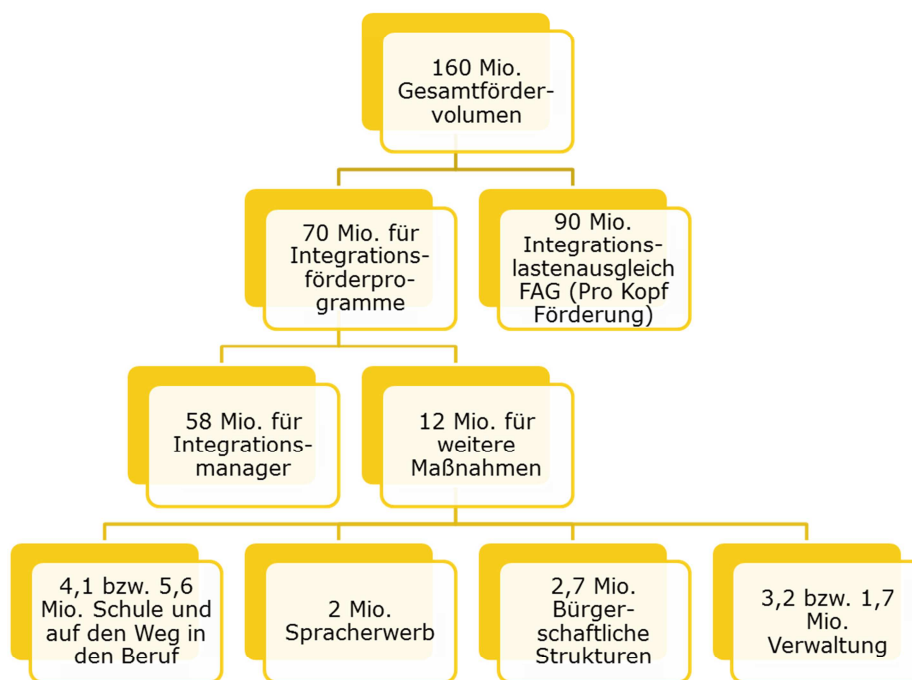 160 Mio.
Gesamtförder-
volumen
70 Mio. für
Integrations-
förderpro-
gramme
90 Mio.
Integrations-
lastenausgleich
FAG (Pro Kopf
Förderung)
58 Mio. für
Integrations-
manager
12 Mio. für
weitere
Maßnahmen
4,1 bzw. 5,6
Mio. Schule und
auf den Weg in
den Beruf
2 Mio.
Spracherwerb
2,7 Mio.
Bürger-
schaftliche
Strukturen
3,2 bzw. 1,7
Mio.
Verwaltung